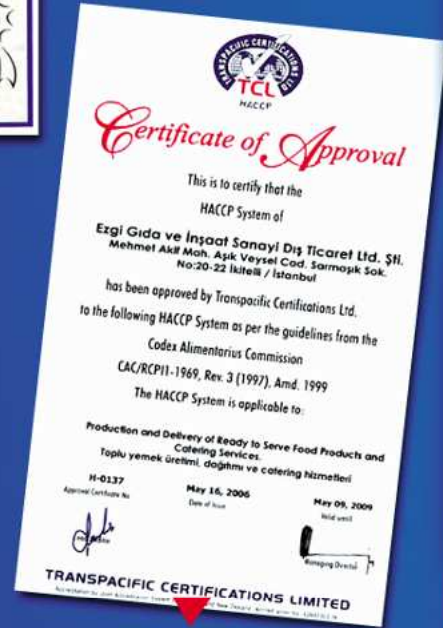 TRANSPACIFIC CERTIFICATIONS LTD
TCL
HACCP
Certificate of Approval
This is to certify that the
HACCP System of
Ezgi Gıda ve İnşaat Sanayi Dış Ticaret Ltd. Şti.
Mehmet Akif Mah. Aşık Veysel Cad. Sarmaşık Sok.
No:20-22 İkitelli / İstanbul
has been approved by Transpacific Certifications Ltd.
to the following HACCP System as per the guidelines from the
Codex Alimentarius Commission
CAC/RCPI1-1969, Rev. 3 (1997), Amd. 1999
The HACCP System is applicable to:
Production and Delivery of Ready to Serve Food Products and
Catering Services.
Toplu yemek üretimi, dağıtımı ve catering hizmetleri
H-0137
Approval Certificate No
May 16, 2006
Date of Issue
May 09, 2009
Valid until
Managing Director
TRANSPACIFIC CERTIFICATIONS LIMITED